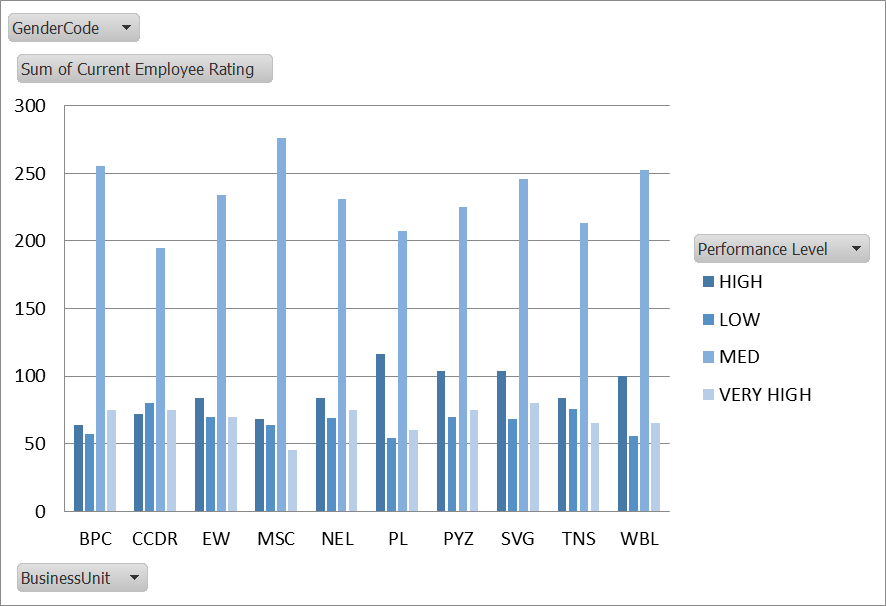 GenderCode
Sum of Current Employee Rating
300
250
200
150
100
50
0
BPC CCDR EW MSC NEL PL PYZ SVG TNS WBL
BusinessUnit
Performance Level
HIGH
LOW
MED
VERY HIGH